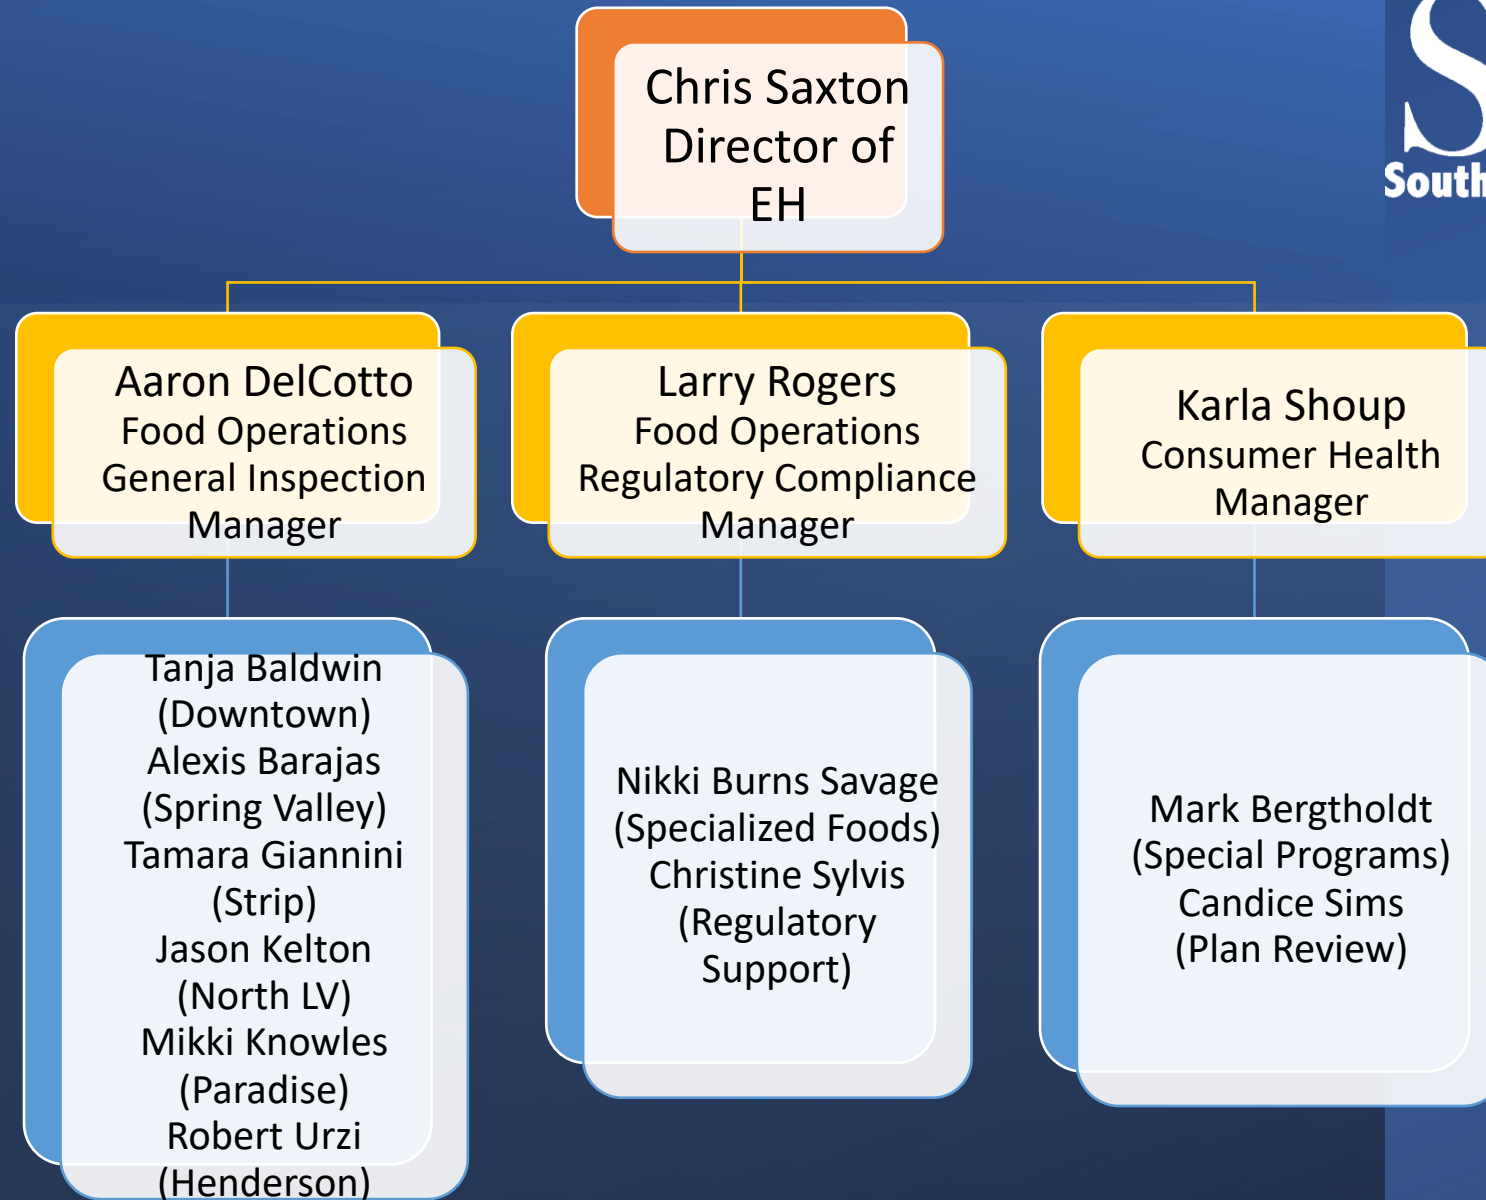 Chris Saxton
Director of
EH
S
South
Aaron DelCotto
Food Operations
General Inspection
Manager
Larry Rogers
Food Operations
Regulatory Compliance
Manager
Karla Shoup
Consumer Health
Manager
Tanja Baldwin
(Downtown)
Alexis Barajas
(Spring Valley)
Tamara Giannini
(Strip)
Jason Kelton
(North LV)
Mikki Knowles
(Paradise)
Robert Urzi
(Henderson)
Nikki Burns Savage
(Specialized Foods)
Christine Sylvis
(Regulatory
Support)
Mark Bergtholdt
(Special Programs)
Candice Sims
(Plan Review)